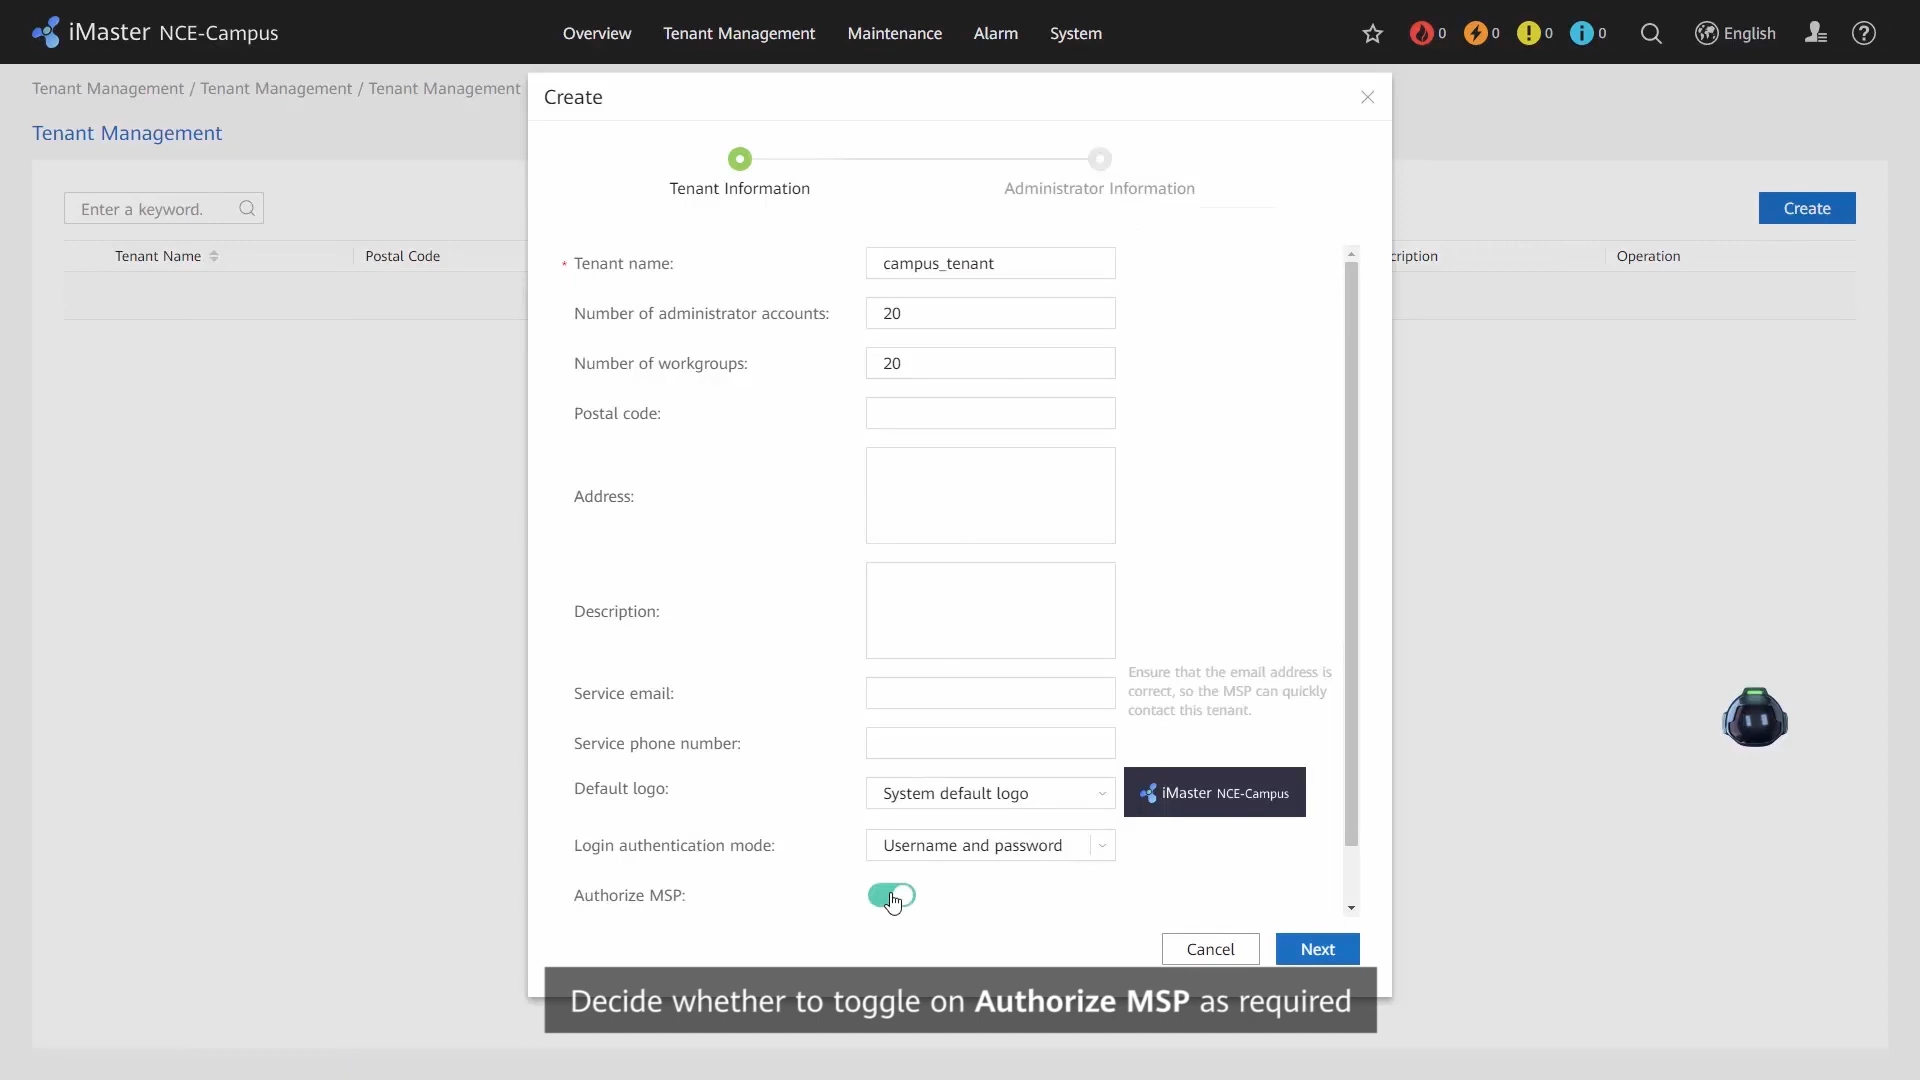 iMaster NCE-Campus
Overview
Tenant Management
Maintenance
Alarm
System
0
0
0
0
English
Tenant Management / Tenant Management / Tenant Management
Tenant Management
Enter a keyword.
Create
Tenant Name
Postal Code
cription
Operation
Create
Tenant Information
Administrator Information
* Tenant name:
campus_tenant
Number of administrator accounts:
20
Number of workgroups:
20
Postal code:
Address:
Description:
Service email:
Ensure that the email address is
correct, so the MSP can quickly
contact this tenant.
Service phone number:
Default logo:
System default logo
iMaster NCE-Campus
Login authentication mode:
Username and password
Authorize MSP:
Cancel
Next
Decide whether to toggle on Authorize MSP as required